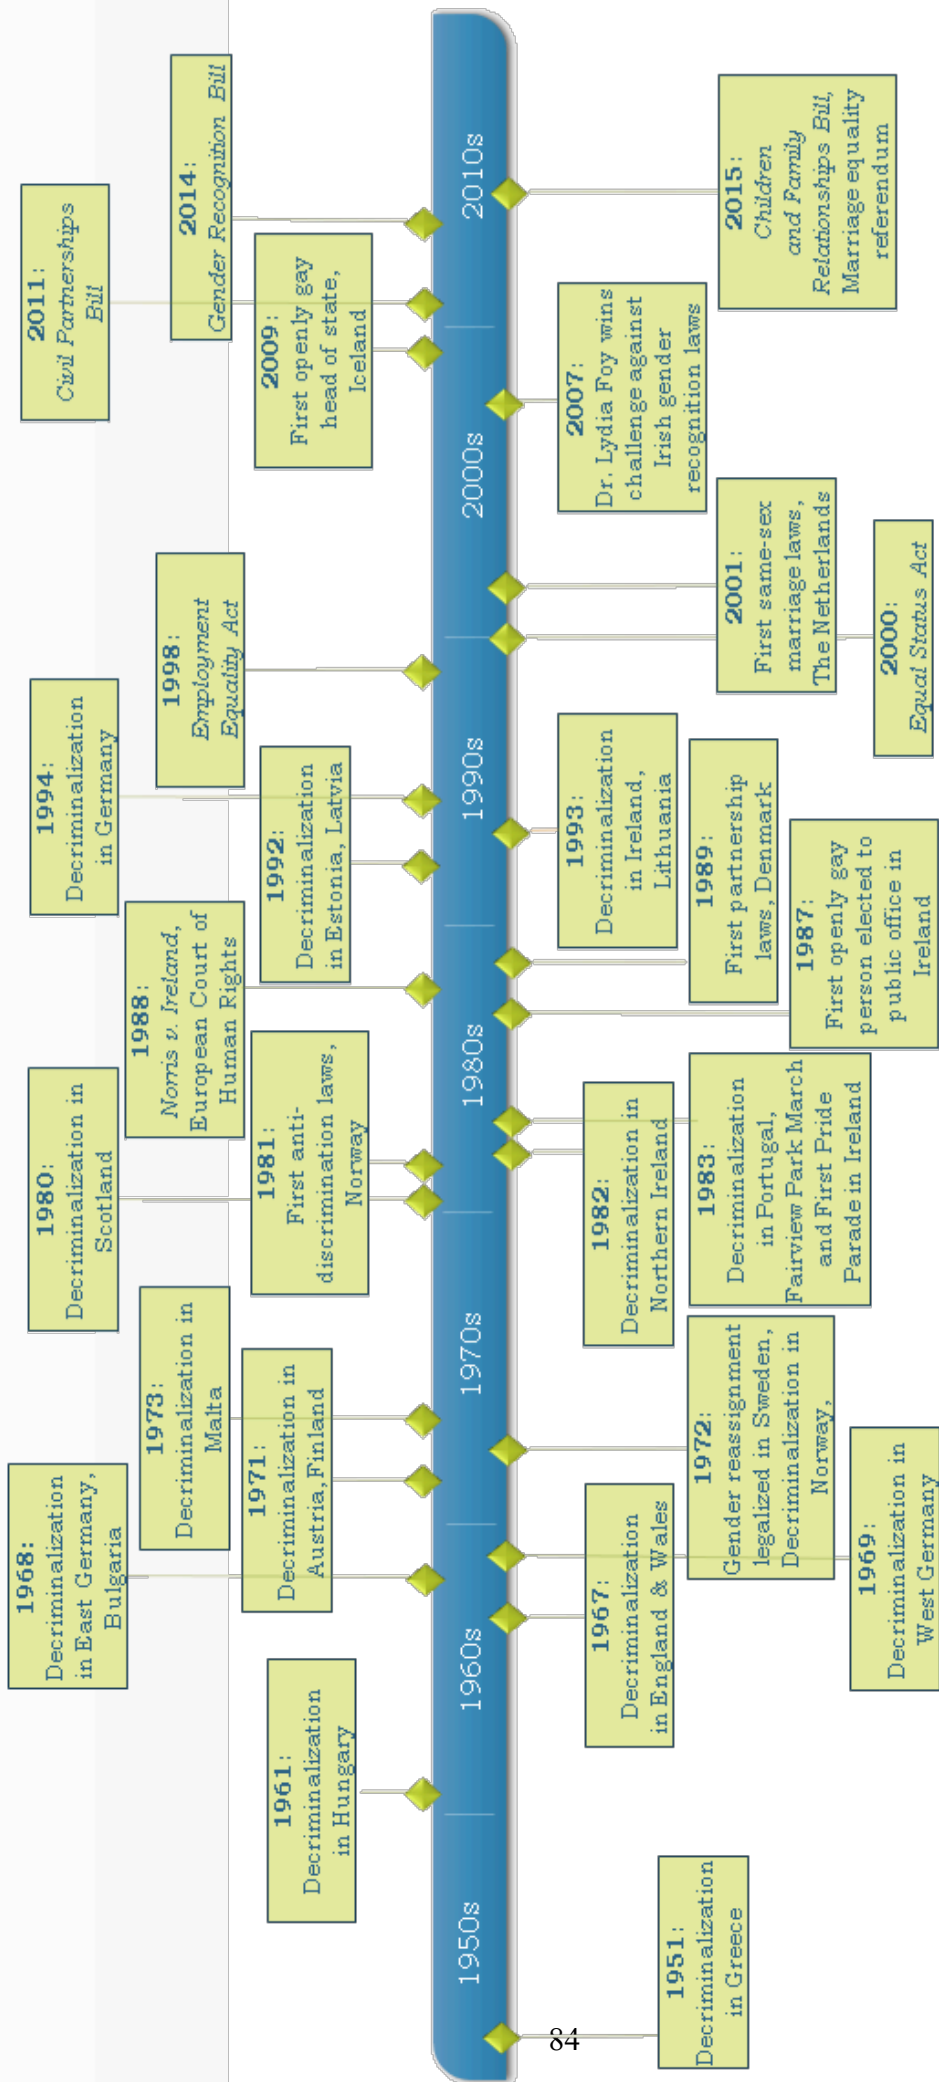 1951:
Decriminalization
in Greece
1961:
Decriminalization
in Hungary
1967:
Decriminalization
in England & Wales
1968:
Decriminalization
in East Germany,
Bulgaria
1969:
Decriminalization in
West Germany
1971:
Decriminalization in
Austria,Finland
1972:
Gender reassignment
legalized in Sweden,
Decriminalization in
Norway,
1973:
Decriminalization in
Malta
1980:
Decriminalization in
Scotland
1981:
First anti-
discrimination laws,
Norway
1982:
Decriminalization in
Northern Ireland
1983:
Decriminalization
in Portugal,
Fairview Park March
and First Pride
Parade in Ireland
1987:
First openly gay
person elected to
public office in
Ireland
1988:
Norris v. Ireland,
European Court of
Human Rights
1989:
First partnership
laws, Denmark
1992:
Decriminalization
in Estonia, Latvia
1993:
Decriminalization
in Ireland,
Lithuania
1994:
Decriminalization
in Germany
1998:
Employment
Equality Act
2000:
Equal Status Act
2001:
First same-sex
marriage laws,
The Netherlands
2007:
Dr. Lydia Foy wins
challenge against
Irish gender
recognition laws
2009:
First openly gay
head of state,
Iceland
2011:
Civil Partnerships
Bill
2014:
Gender Recognition Bill
2015:
Children
and Family
Relationships Bill,
Marriage equality
referendum
1950s
1960s
1970s
1980s
1990s
2000s
2010s
84